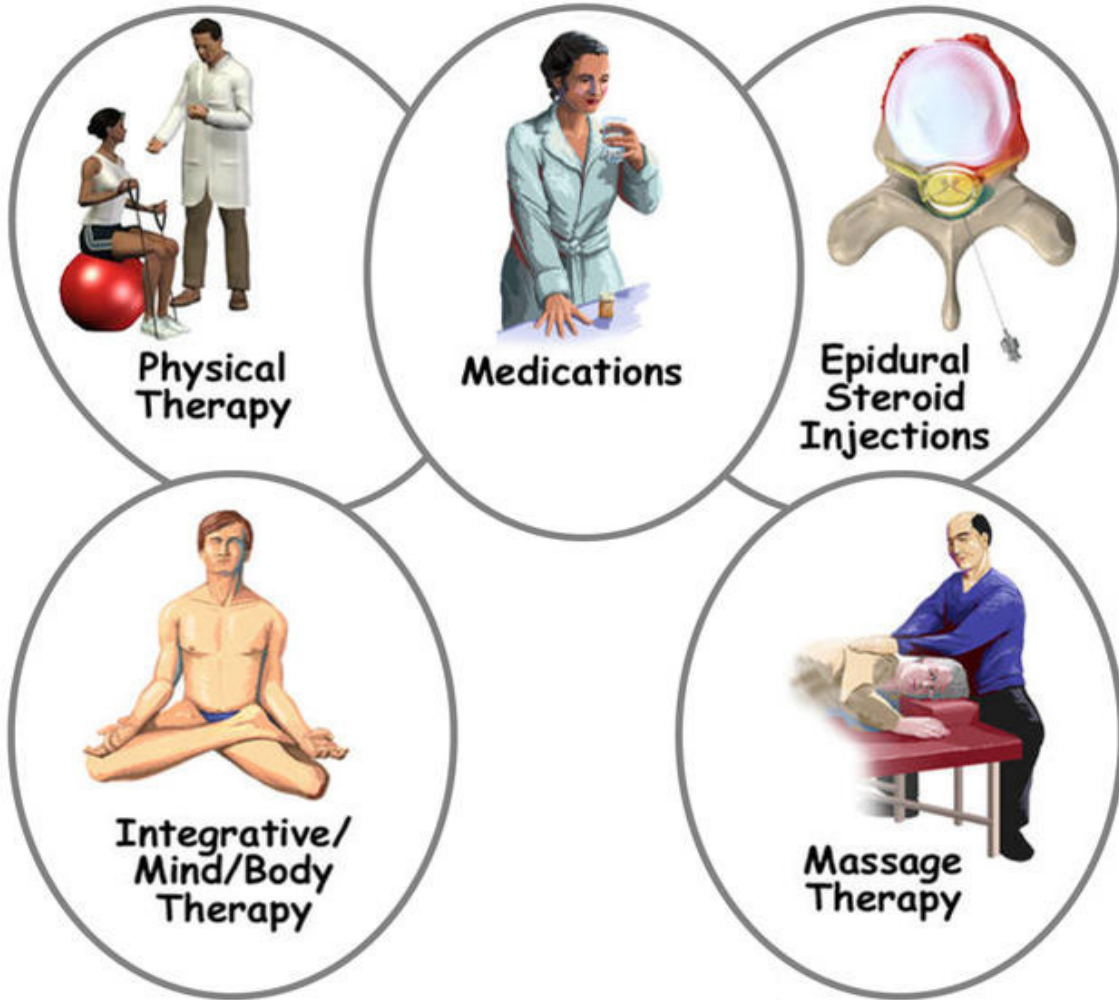 Physical
Therapy
Medications
Epidural
Steroid
Injections
Integrative/
Mind/Body
Therapy
Massage
Therapy